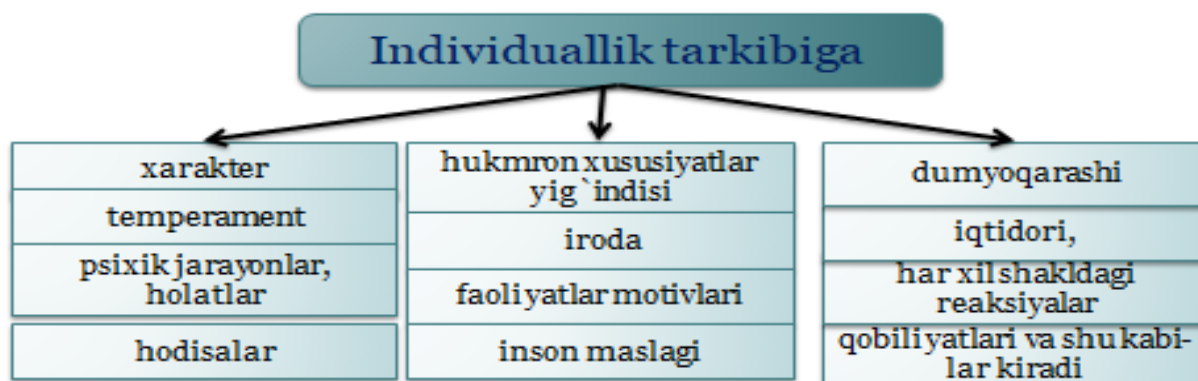 Individuallik tarkibiga
xarakter
temperament
psixik jarayonlar,
holatlar
hodisalar
hukmron xususiyatlar
yig`indisi
iroda
faoliyatlar motivlari
inson maslagi
dumyoqarashi
iqtidori,
har xil shakldagi
reaksiyalar
qobiliyatlari va shu kabi-
lar kiradi